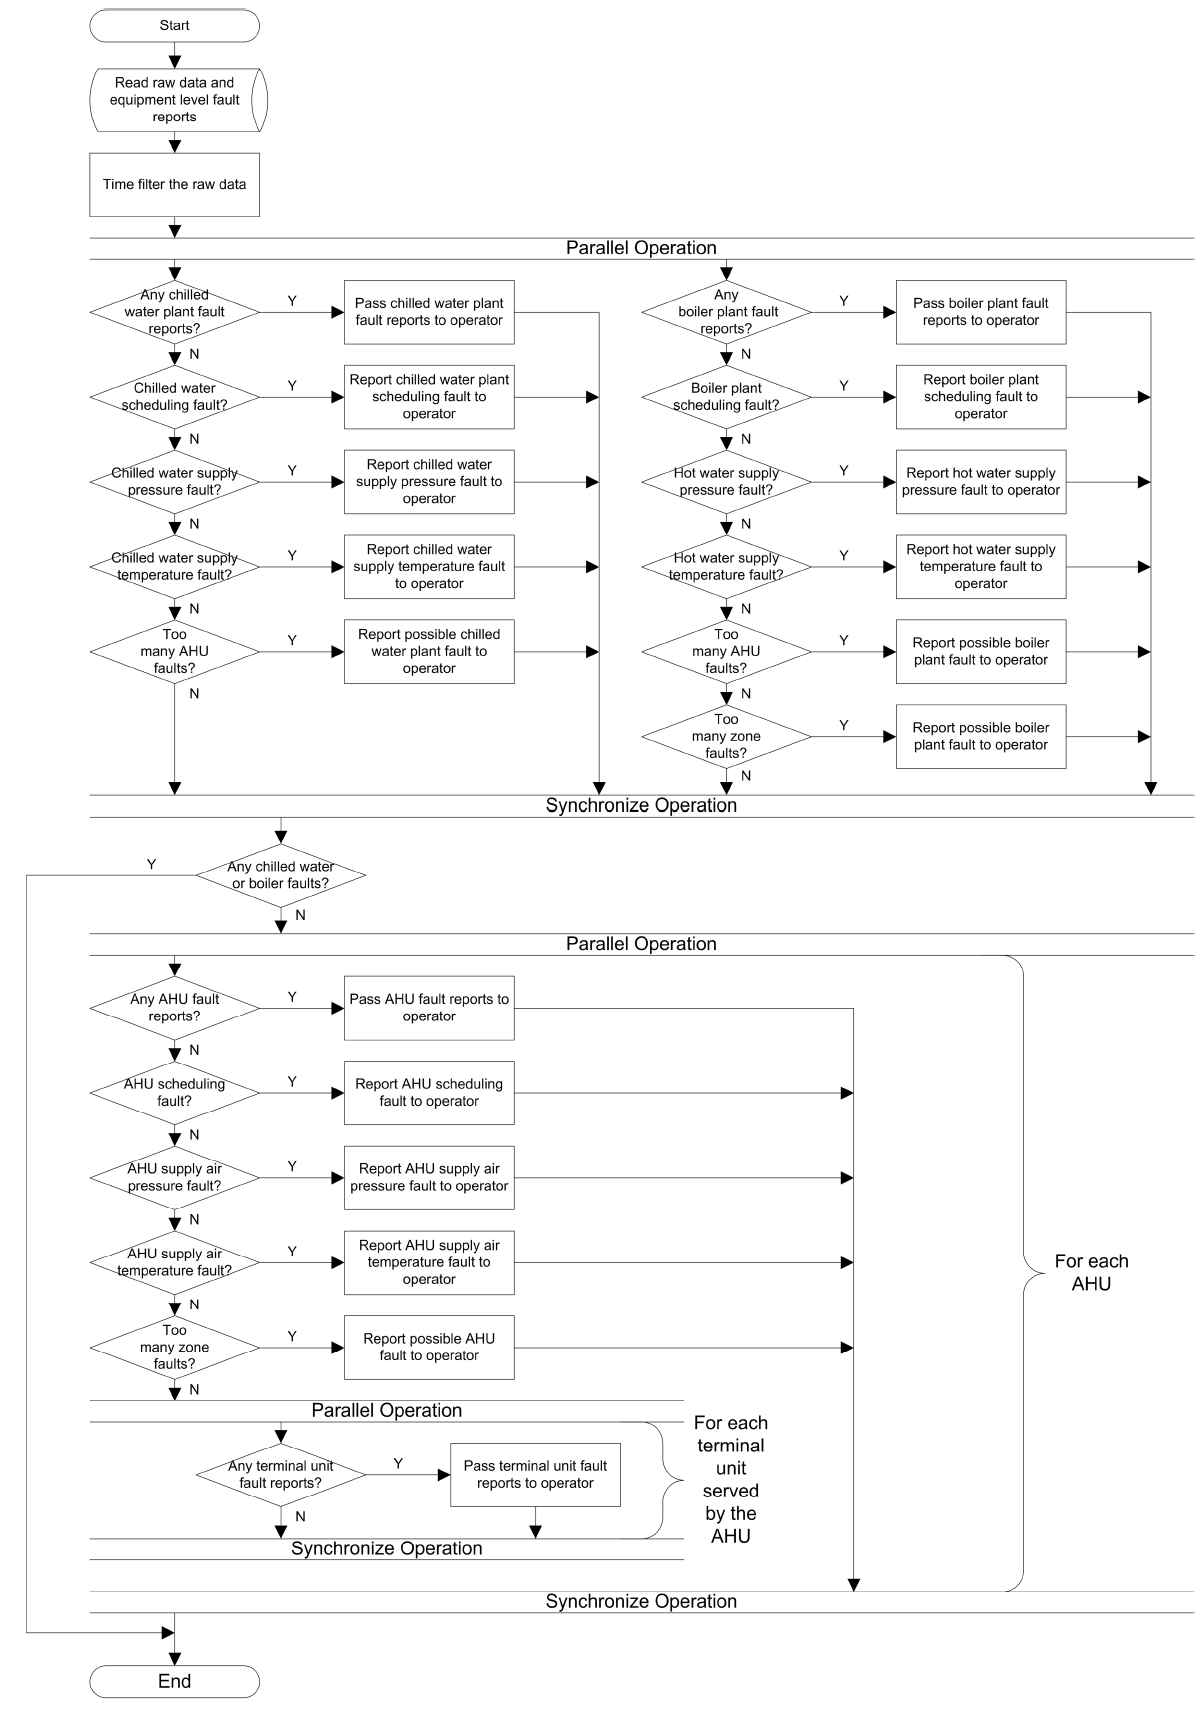 Start
Read raw data and
equipment level fault
reports
Time filter the raw data
Parallel Operation
Any chilled
water plant fault
reports?
Y
Pass chilled water plant
fault reports to operator
N
Chilled water
scheduling fault?
Y
Report chilled water plant
scheduling fault to
operator
N
Chilled water supply
pressure fault?
Y
Report chilled water
supply pressure fault to
operator
N
Chilled water supply
temperature fault?
Y
Report chilled water
supply temperature fault
to operator
N
Too
many AHU
faults?
Y
Report possible chilled
water plant fault to
operator
N
Any
boiler plant fault
reports?
Y
Pass boiler plant fault
reports to operator
N
Boiler plant
scheduling fault?
Y
Report boiler plant
scheduling fault to
operator
N
Hot water supply
pressure fault?
Y
Report hot water supply
pressure fault to operator
N
Hot water supply
temperature fault?
Y
Report hot water supply
temperature fault to
operator
N
Too
many AHU
faults?
Y
Report possible boiler
plant fault to operator
N
Too
many zone
faults?
Y
Report possible boiler
plant fault to operator
N
Synchronize Operation
Any chilled water
or boiler faults?
Y
N
Parallel Operation
Any AHU fault
reports?
Y
Pass AHU fault reports to
operator
N
AHU scheduling
fault?
Y
Report AHU scheduling
fault to operator
N
AHU supply air
pressure fault?
Y
Report AHU supply air
pressure fault to operator
N
AHU supply air
temperature fault?
Y
Report AHU supply air
temperature fault to
operator
N
Too
many zone
faults?
Y
Report possible AHU
fault to operator
N
For each
AHU
Parallel Operation
Any terminal unit
fault reports?
Y
Pass terminal unit fault
reports to operator
N
For each
terminal
unit
served
by the
AHU
Synchronize Operation
Synchronize Operation
End